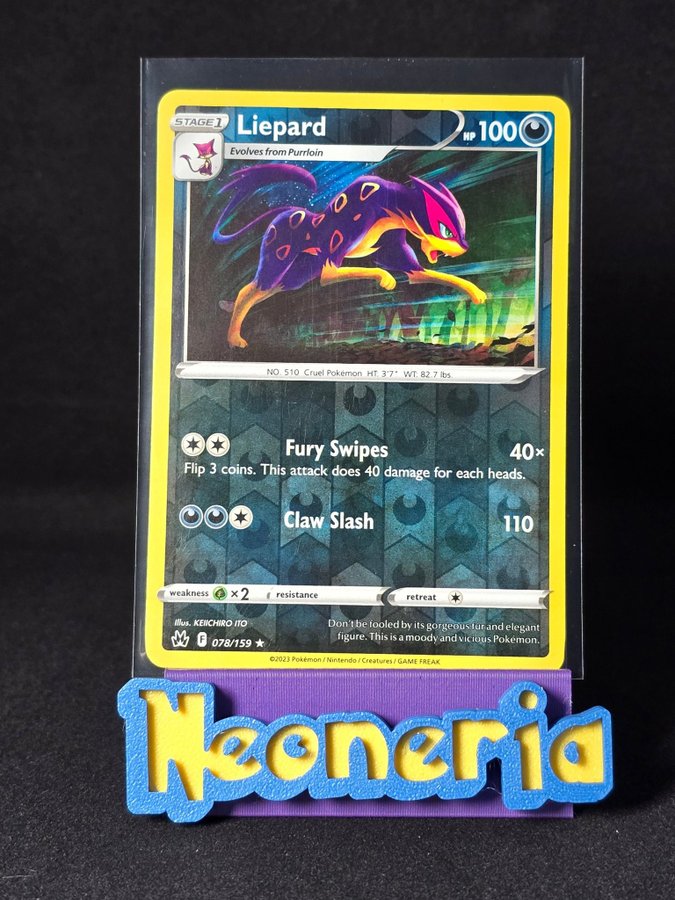 STAGE 1 Liepard HP 100
Evolves from Purrloin
NO. 510 Cruel Pokémon HT: 3'7" WT: 82.7 lbs.
Fury Swipes 40×
Flip 3 coins. This attack does 40 damage for each heads.
Claw Slash 110
weakness ×2 resistance retreat
Illus. KEIICHIRO ITO
Don't be fooled by its gorgeous fur and elegant
figure. This is a moody and vicious Pokémon.
F 078/159 ★
©2023 Pokémon / Nintendo / Creatures / GAME FREAK
Neoneria